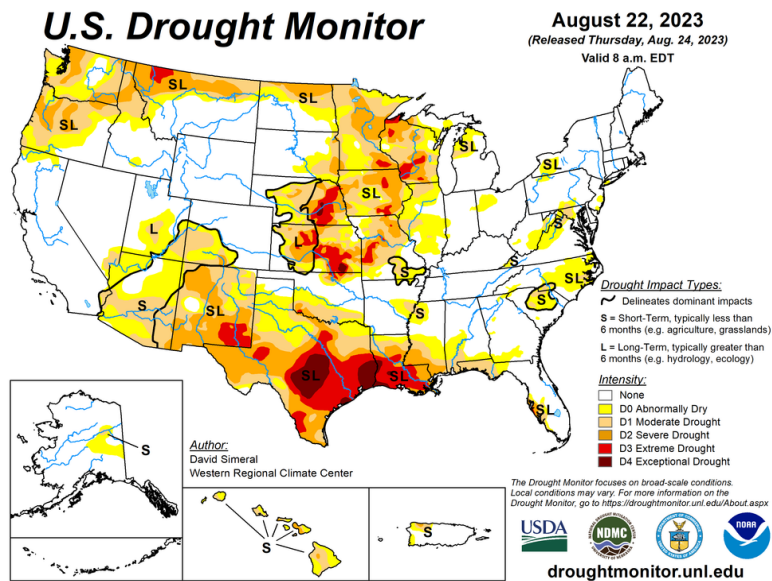 U.S. Drought Monitor
August 22, 2023
(Released Thursday, Aug. 24, 2023)
Valid 8 a.m. EDT
SL
SL
SL
SL
SL
SL
SL
L
L
S
SL
S
S
S
S
SL
S
SL
SL
SL
S
S
S
Drought Impact Types:
Delineates dominant impacts
S = Short-Term, typically less than
6 months (e.g. agriculture, grasslands)
L = Long-Term, typically greater than
6 months (e.g. hydrology, ecology)
Intensity:
None
D0 Abnormally Dry
D1 Moderate Drought
D2 Severe Drought
D3 Extreme Drought
D4 Exceptional Drought
Author:
David Simeral
Western Regional Climate Center
The Drought Monitor focuses on broad-scale conditions.
Local conditions may vary. For more information on the
Drought Monitor, go to https://droughtmonitor.unl.edu/About.aspx
USDA
NDMC
NOAA
droughtmonitor.unl.edu